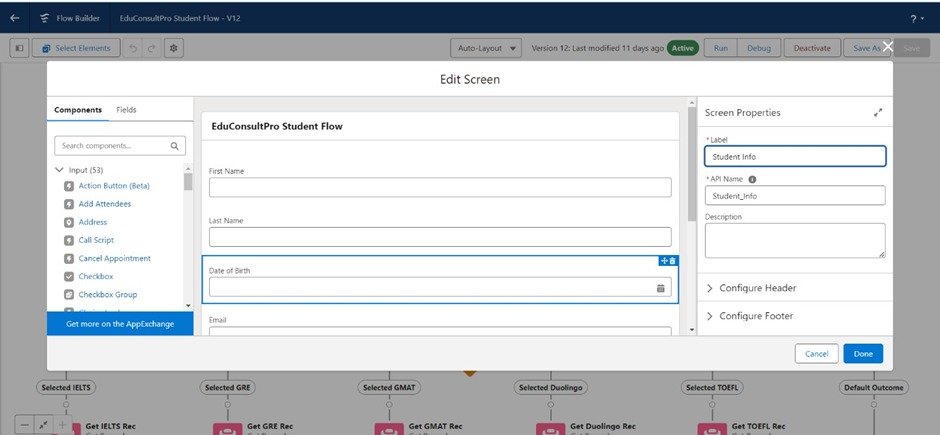 Flow Builder EduConsultPro Student Flow - V12 ?
Select Elements Auto-Layout Version 12: Last modified 11 days ago Active Run Debug Deactivate Save As Save
Edit Screen
Components Fields
Search components...
Input (53)
Action Button (Beta)
Add Attendees
Address
Call Script
Cancel Appointment
Checkbox
Checkbox Group
Get more on the AppExchange
EduConsultPro Student Flow
First Name
Last Name
Date of Birth
Email
Screen Properties
* Label
Student Info
* API Name
Student_Info
Description
Configure Header
Configure Footer
Cancel Done
Selected IELTS Selected GRE Selected GMAT Selected Duolingo Selected TOEFL Default Outcome
Get IELTS Rec Get GRE Rec Get GMAT Rec Get Duolingo Rec Get TOEFL Rec